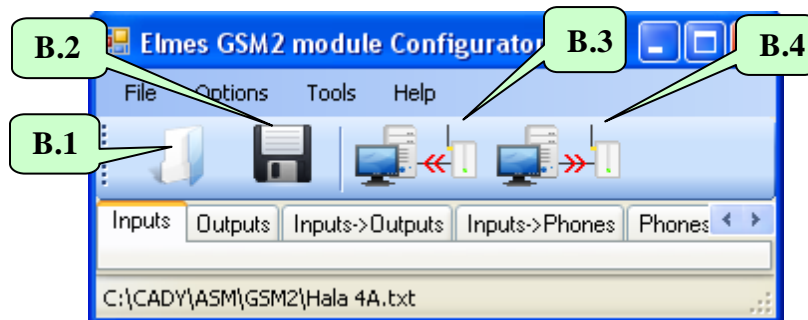 B.2
Elmes GSM2 module Configurator
B.3
B.4
File Options Tools Help
B.1
Inputs Outputs Inputs->Outputs Inputs->Phones Phones
C:\CADY\ASM\GSM2\Hala 4A.txt